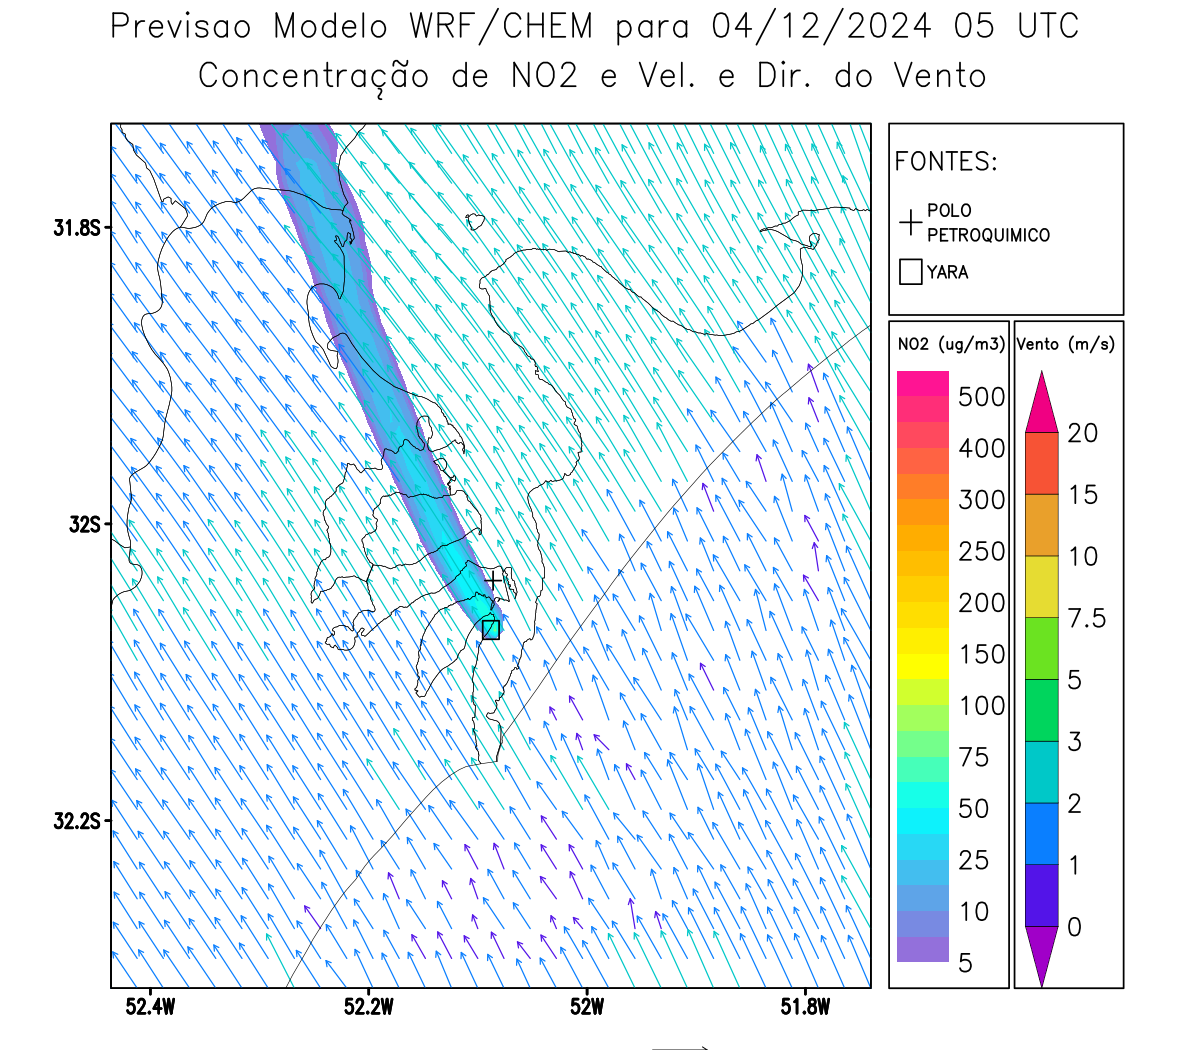 Previsao Modelo WRF/CHEM para 04/12/2024 05 UTC
Concentração de NO2 e Vel. e Dir. do Vento
FONTES:
POLO
PETROQUIMICO
YARA
NO2 (ug/m3)
500
400
300
250
200
150
100
75
50
25
10
5
Vento (m/s)
20
15
10
7.5
5
3
2
1
0
31.8S
32S
32.2S
52.4W 52.2W 52W 51.8W